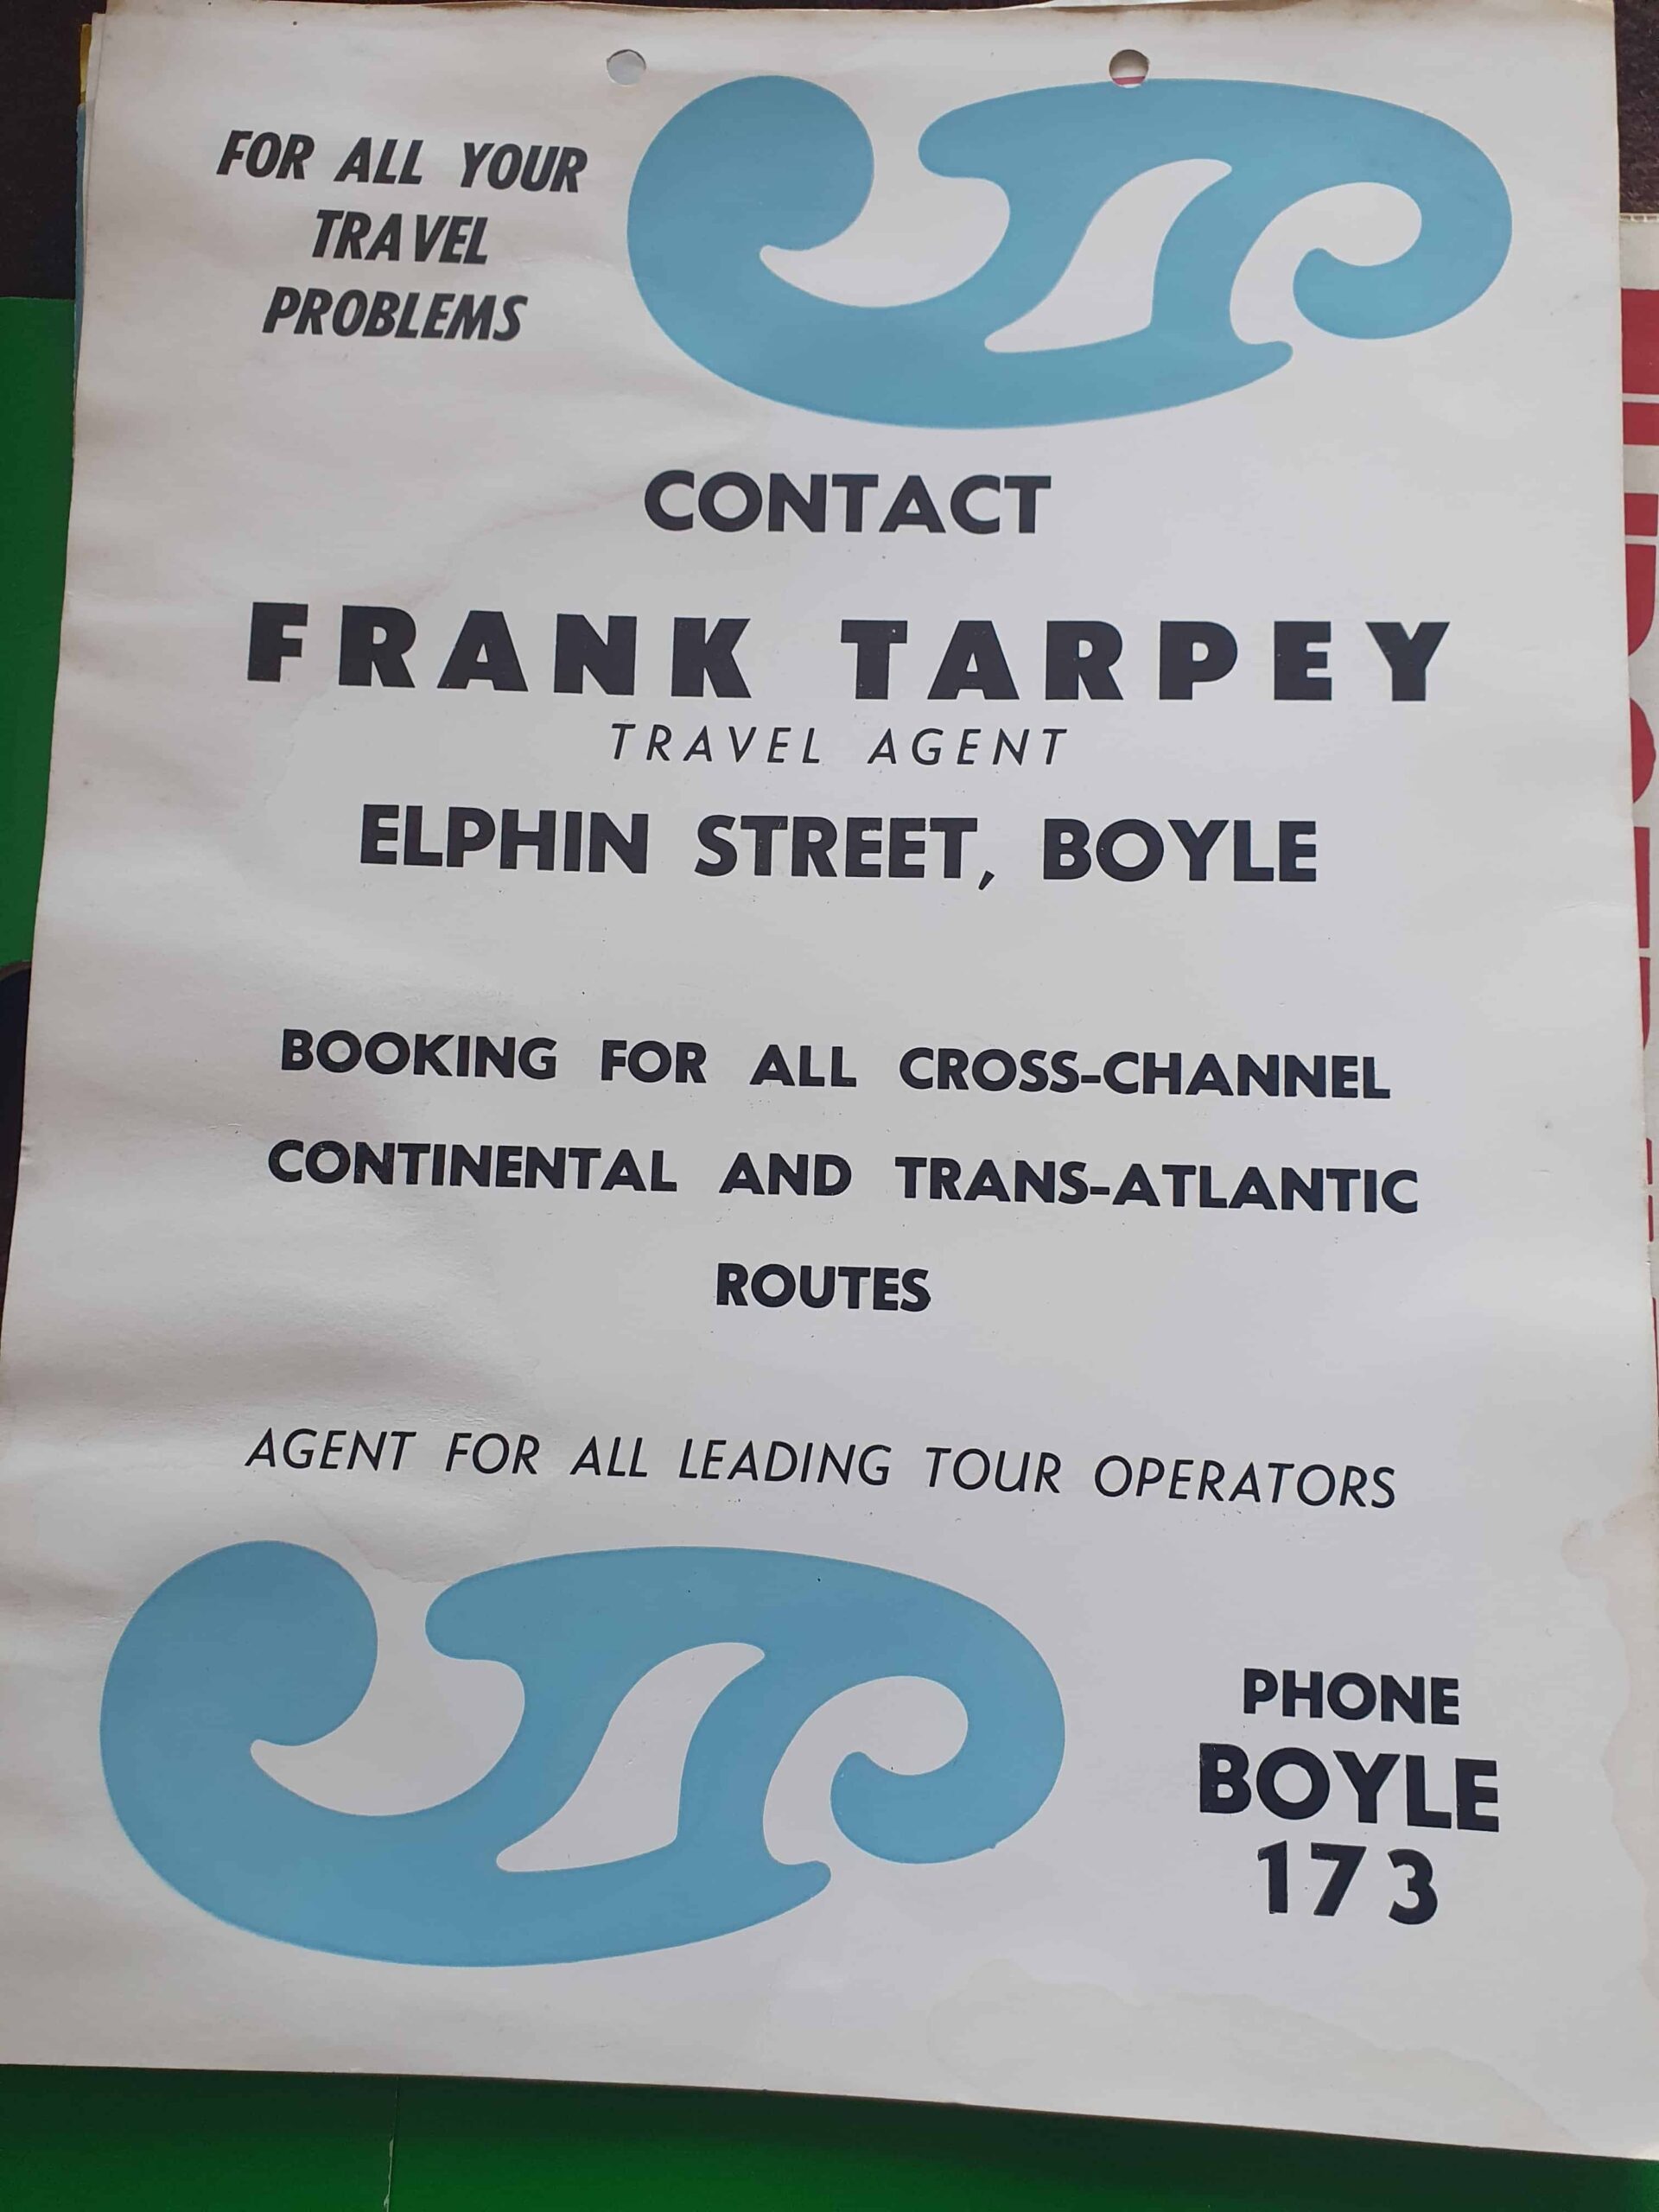 FOR ALL YOUR
TRAVEL
PROBLEMS
CONTACT
FRANK TARPEY
TRAVEL AGENT
ELPHIN STREET, BOYLE
BOOKING FOR ALL CROSS-CHANNEL
CONTINENTAL AND TRANS-ATLANTIC
ROUTES
AGENT FOR ALL LEADING TOUR OPERATORS
PHONE
BOYLE
173